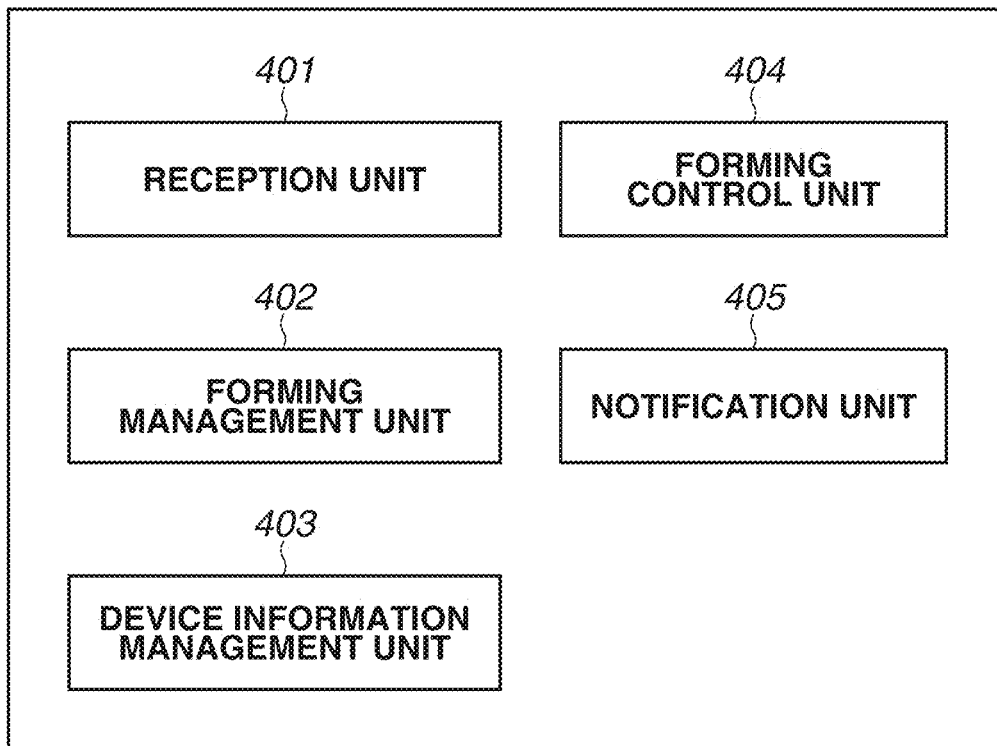 401
RECEPTION UNIT
402
FORMING
MANAGEMENT UNIT
403
DEVICE INFORMATION
MANAGEMENT UNIT
404
FORMING
CONTROL UNIT
405
NOTIFICATION UNIT